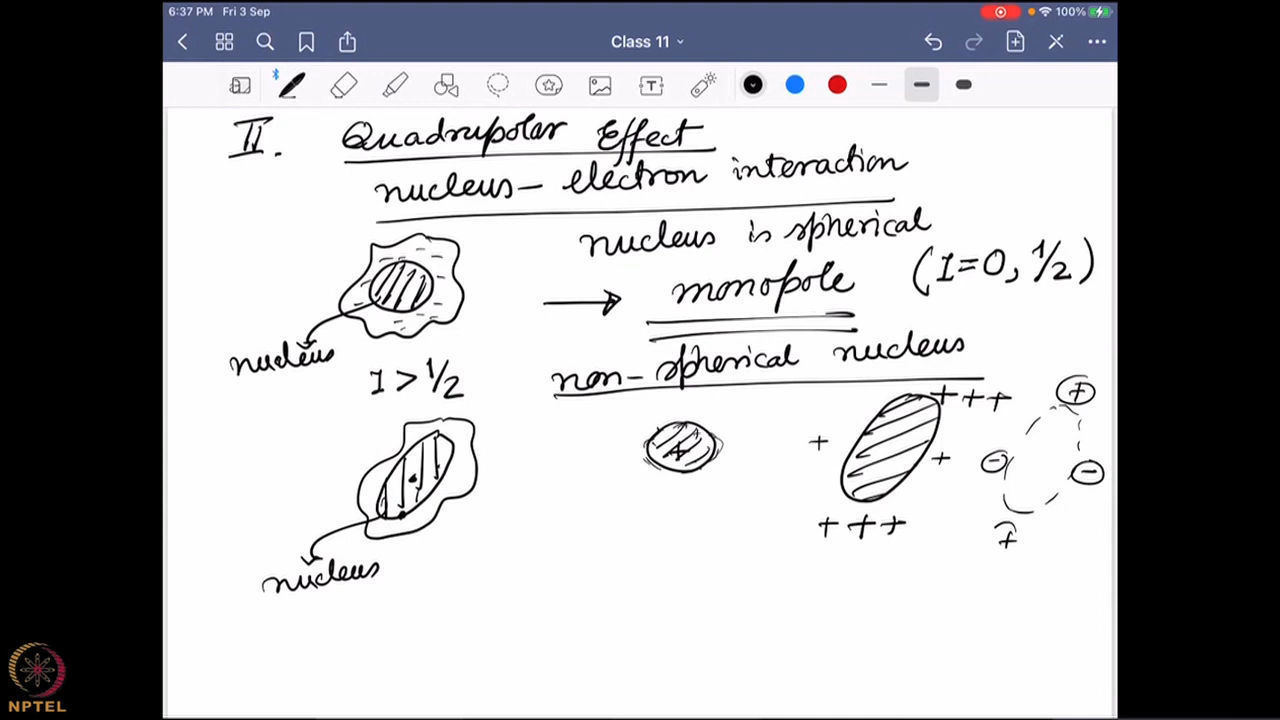 6:37 PM Fri 3 Sep
100%
Class 11
II. Quadrupolar Effect
nucleus - electron interaction
nucleus is spherical
→ monopole (I=0, 1/2)
nucleus
non-spherical nucleus
I > 1/2
+ + +
+
+
+
+ + +
+
-
-
+
nucleus
NPTEL